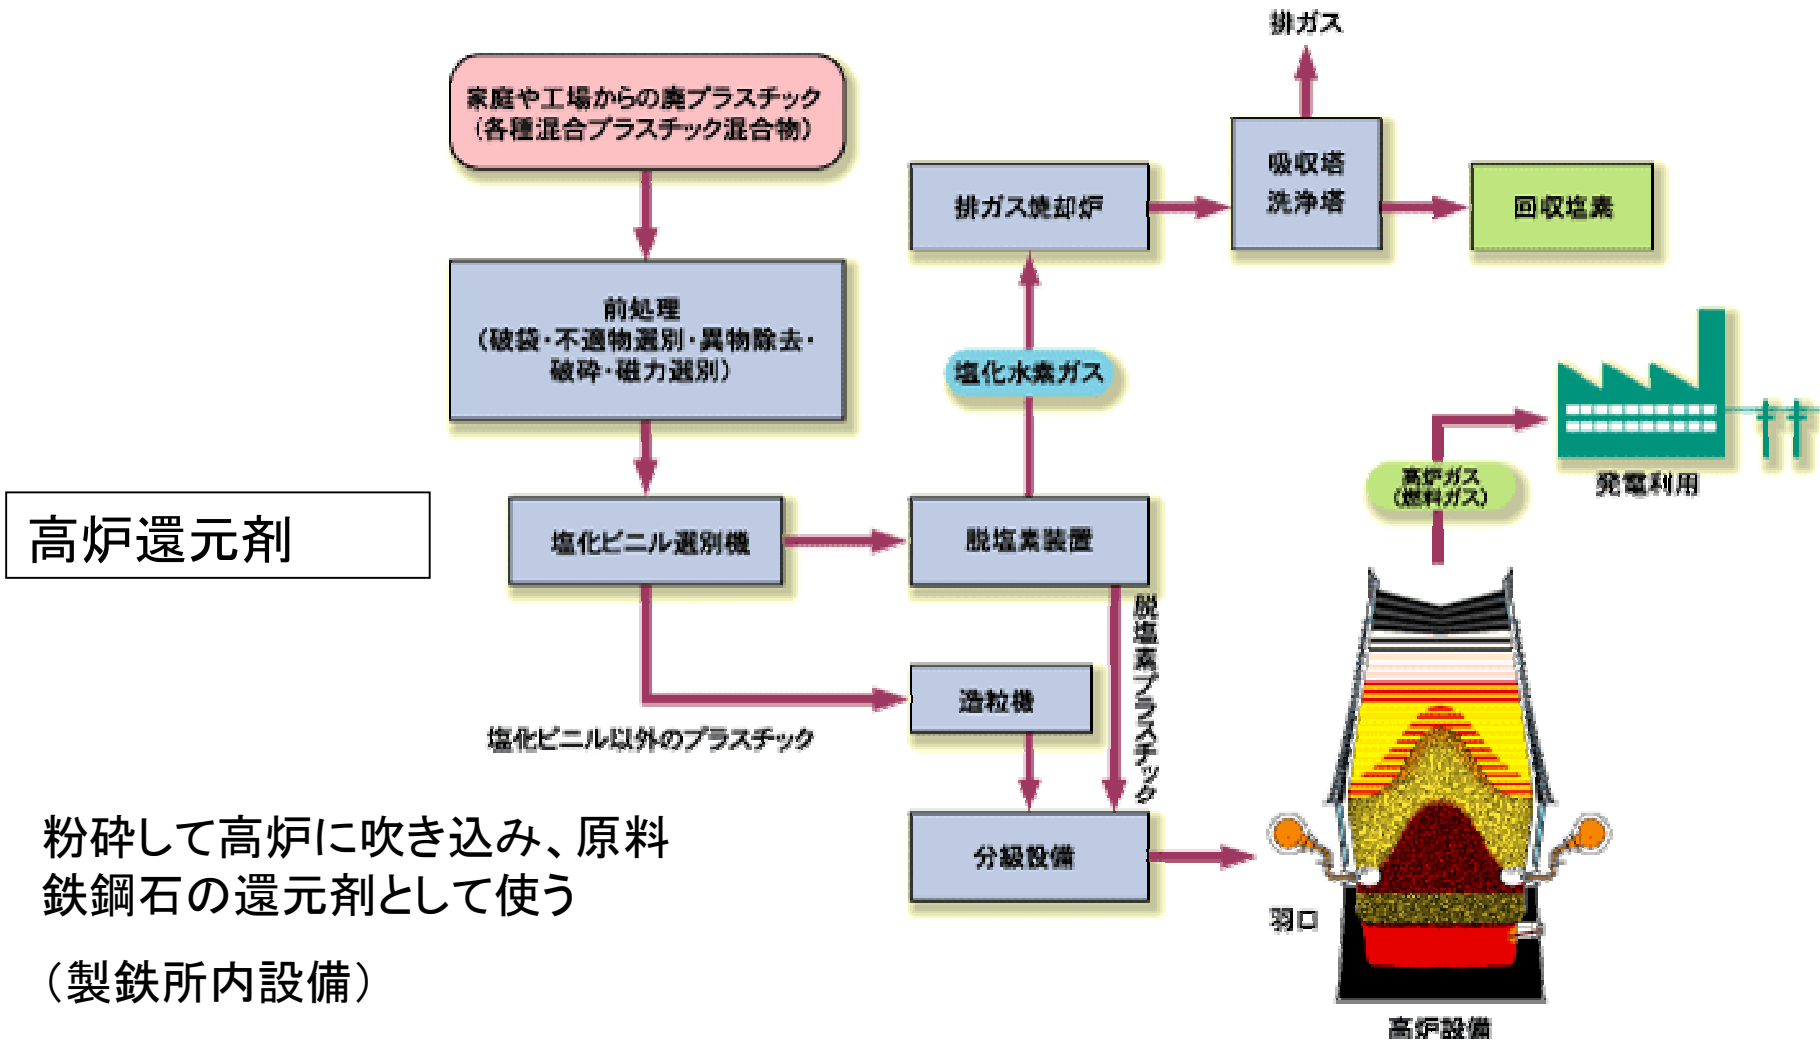 排ガス
家庭や工場からの廃プラスチック
(各種混合プラスチック混合物)
吸収塔
洗浄塔
排ガス焼却炉
回収塩素
前処理
(破袋・不適物選別・異物除去・
破砕・磁力選別)
塩化水素ガス
高炉ガス
(燃料ガス)
発電利用
高炉還元剤
塩化ビニル選別機
脱塩素装置
脱塩素プラスチック
造粒機
塩化ビニル以外のプラスチック
粉砕して高炉に吹き込み、原料
鉄鋼石の還元剤として使う
(製鉄所内設備)
分級設備
羽口
高炉設備